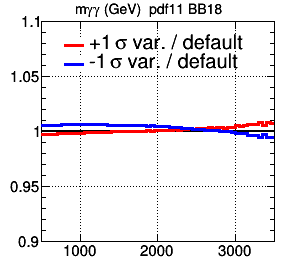 mγγ (GeV) pdf11 BB18
1.1
+1 σ var. / default
-1 σ var. / default
1.05
1
0.95
0.9
1000 2000 3000